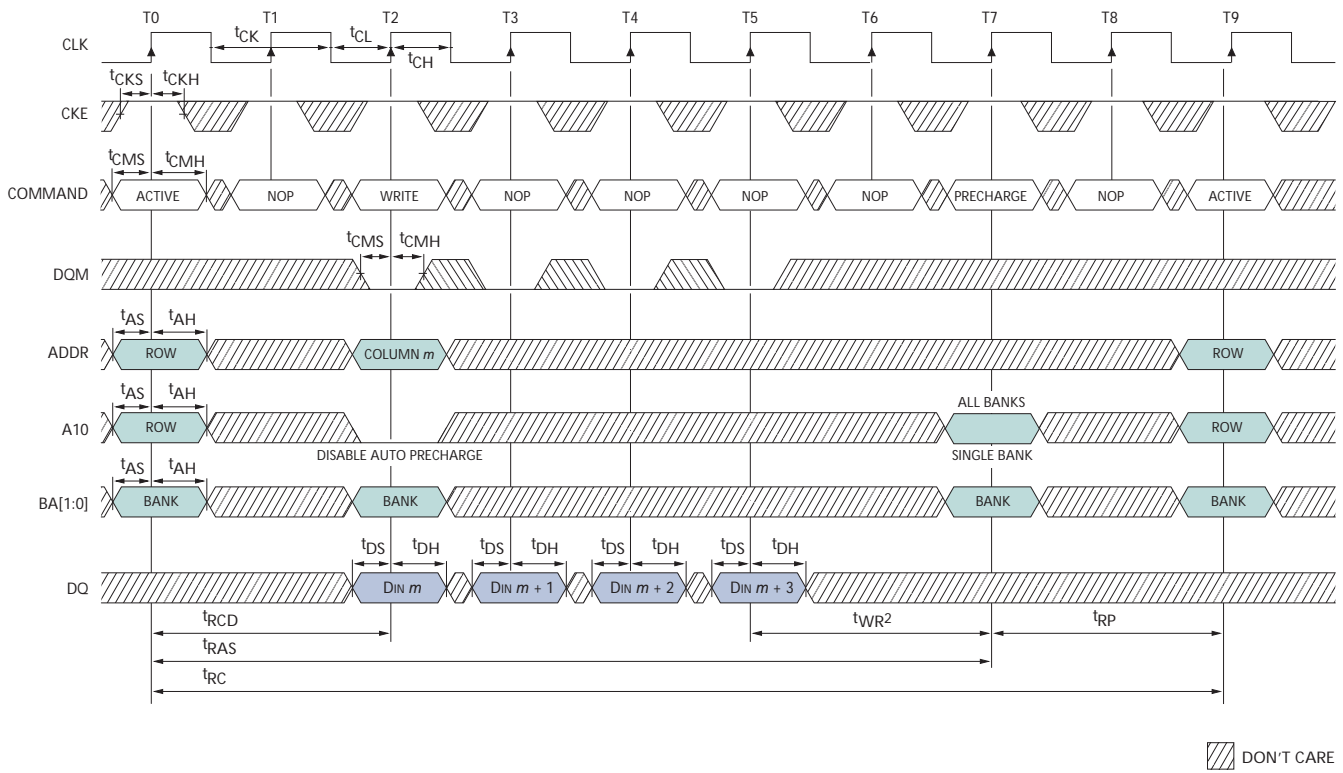 T0 T1 T2 T3 T4 T5 T6 T7 T8 T9
CLK tCK tCL tCH
tCKS tCKH
CKE
tCMS tCMH
COMMAND ACTIVE NOP WRITE NOP NOP NOP NOP PRECHARGE NOP ACTIVE
tCMS tCMH
DQM
tAS tAH
ADDR ROW COLUMN m ROW
tAS tAH ALL BANKS
A10 ROW ROW
DISABLE AUTO PRECHARGE SINGLE BANK
tAS tAH
BA[1:0] BANK BANK BANK BANK
tDS tDH tDS tDH tDS tDH tDS tDH
DQ DIN m DIN m + 1 DIN m + 2 DIN m + 3
tRCD tWR2 tRP
tRAS
tRC
DON'T CARE